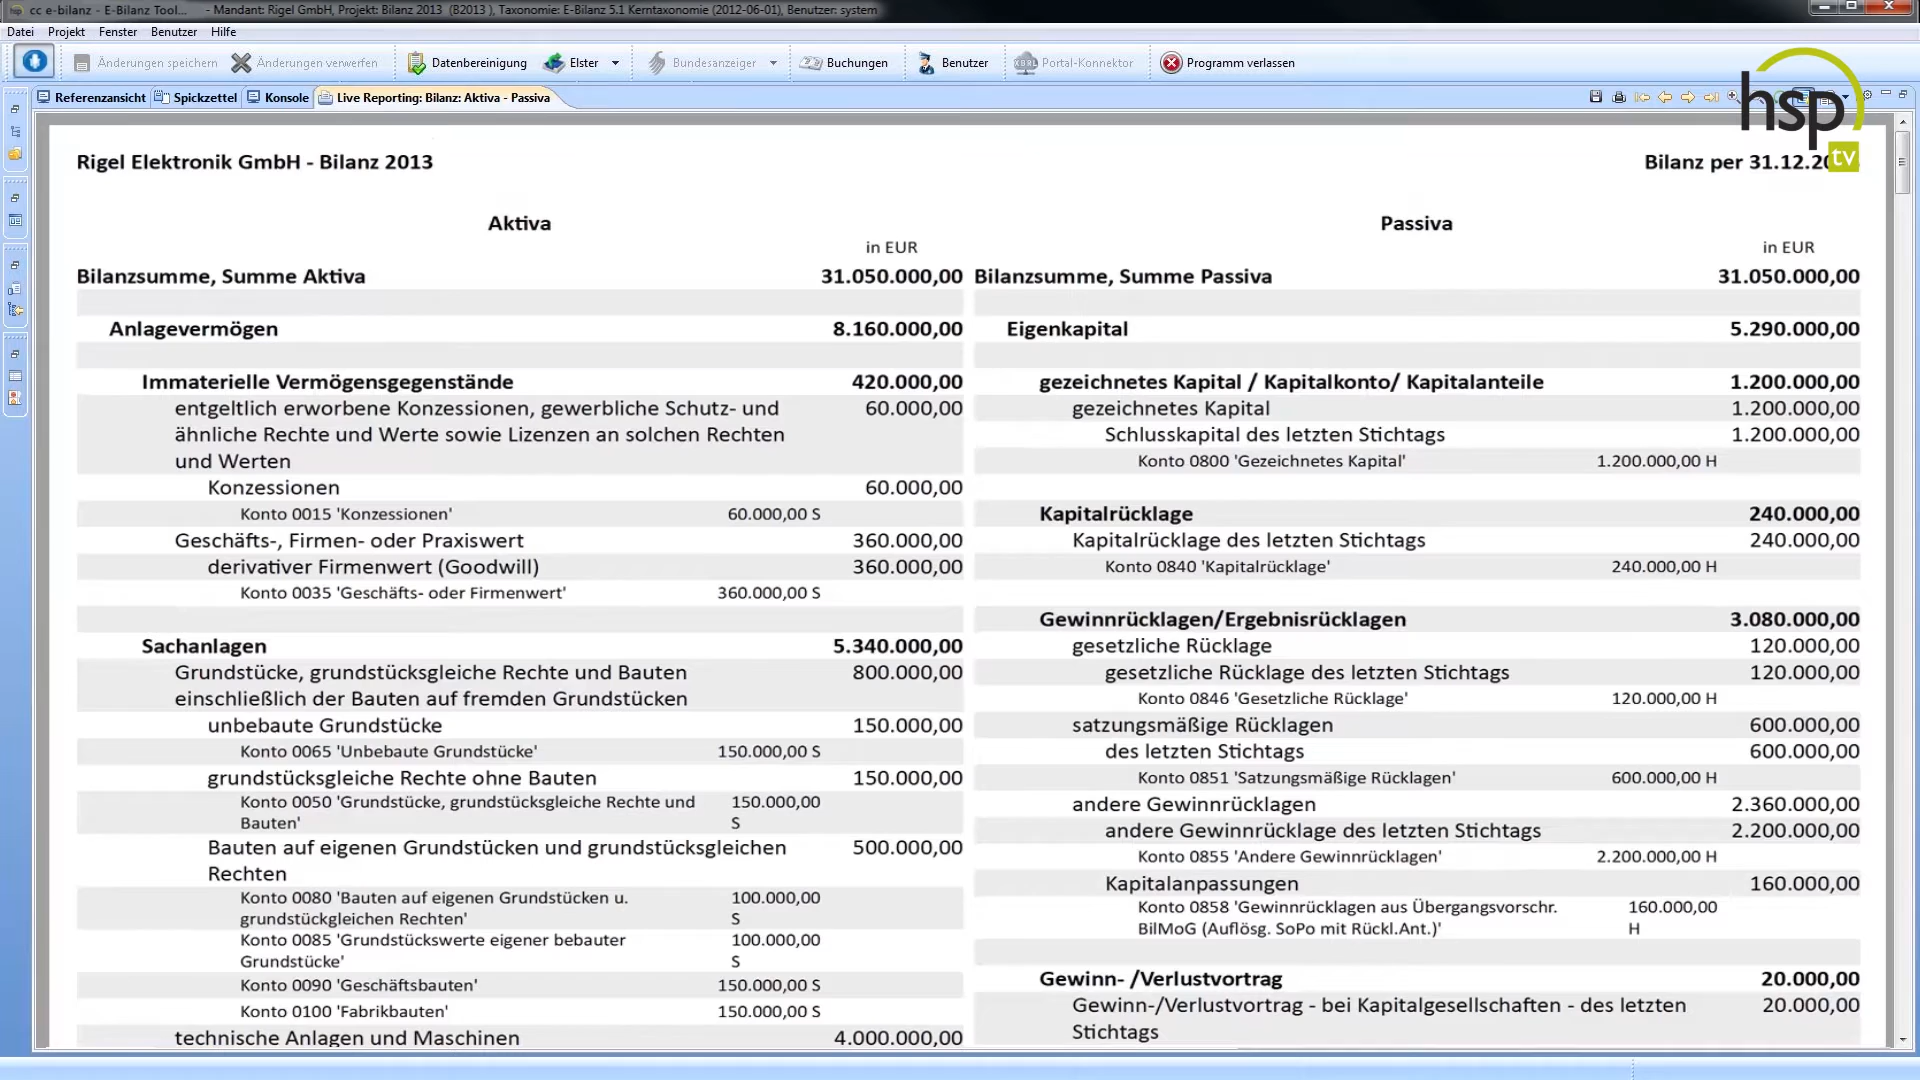 cc e-bilanz - E-Bilanz Tool... - Mandant: Rigel GmbH, Projekt: Bilanz 2013 (B2013 ), Taxonomie: E-Bilanz 5.1 Kerntaxonomie (2012-06-01), Benutzer: system
Datei Projekt Fenster Benutzer Hilfe
Änderungen speichern Änderungen verwerfen Datenbereinigung Elster Bundesanzeiger Buchungen Benutzer Portal-Konnektor Programm verlassen
hsp
tv
Referenzansicht Spickzettel Konsole Live Reporting: Bilanz: Aktiva - Passiva
Rigel Elektronik GmbH - Bilanz 2013
Bilanz per 31.12.20
Aktiva
in EUR
Bilanzsumme, Summe Aktiva 31.050.000,00
Anlagevermögen 8.160.000,00
Immaterielle Vermögensgegenstände 420.000,00
entgeltlich erworbene Konzessionen, gewerbliche Schutz- und 60.000,00
ähnliche Rechte und Werte sowie Lizenzen an solchen Rechten
und Werten
Konzessionen 60.000,00
Konto 0015 'Konzessionen' 60.000,00 S
Geschäfts-, Firmen- oder Praxiswert 360.000,00
derivativer Firmenwert (Goodwill) 360.000,00
Konto 0035 'Geschäfts- oder Firmenwert' 360.000,00 S
Sachanlagen 5.340.000,00
Grundstücke, grundstücksgleiche Rechte und Bauten 800.000,00
einschließlich der Bauten auf fremden Grundstücken
unbebaute Grundstücke 150.000,00
Konto 0065 'Unbebaute Grundstücke' 150.000,00 S
grundstücksgleiche Rechte ohne Bauten 150.000,00
Konto 0050 'Grundstücke, grundstücksgleiche Rechte und 150.000,00
Bauten' S
Bauten auf eigenen Grundstücken und grundstücksgleichen 500.000,00
Rechten
Konto 0080 'Bauten auf eigenen Grundstücken u. 100.000,00
grundstückgleichen Rechten' S
Konto 0085 'Grundstückswerte eigener bebauter 100.000,00
Grundstücke' S
Konto 0090 'Geschäftsbauten' 150.000,00 S
Konto 0100 'Fabrikbauten' 150.000,00 S
technische Anlagen und Maschinen 4.000.000,00
Passiva
in EUR
Bilanzsumme, Summe Passiva 31.050.000,00
Eigenkapital 5.290.000,00
gezeichnetes Kapital / Kapitalkonto/ Kapitalanteile 1.200.000,00
gezeichnetes Kapital 1.200.000,00
Schlusskapital des letzten Stichtags 1.200.000,00
Konto 0800 'Gezeichnetes Kapital' 1.200.000,00 H
Kapitalrücklage 240.000,00
Kapitalrücklage des letzten Stichtags 240.000,00
Konto 0840 'Kapitalrücklage' 240.000,00 H
Gewinnrücklagen/Ergebnisrücklagen 3.080.000,00
gesetzliche Rücklage 120.000,00
gesetzliche Rücklage des letzten Stichtags 120.000,00
Konto 0846 'Gesetzliche Rücklage' 120.000,00 H
satzungsmäßige Rücklagen 600.000,00
des letzten Stichtags 600.000,00
Konto 0851 'Satzungsmäßige Rücklagen' 600.000,00 H
andere Gewinnrücklagen 2.360.000,00
andere Gewinnrücklage des letzten Stichtags 2.200.000,00
Konto 0855 'Andere Gewinnrücklagen' 2.200.000,00 H
Kapitalanpassungen 160.000,00
Konto 0858 'Gewinnrücklagen aus Übergangsvorschr. 160.000,00
BilMoG (Auflösg. SoPo mit Rückl.Ant.)' H
Gewinn- /Verlustvortrag 20.000,00
Gewinn-/Verlustvortrag - bei Kapitalgesellschaften - des letzten 20.000,00
Stichtags